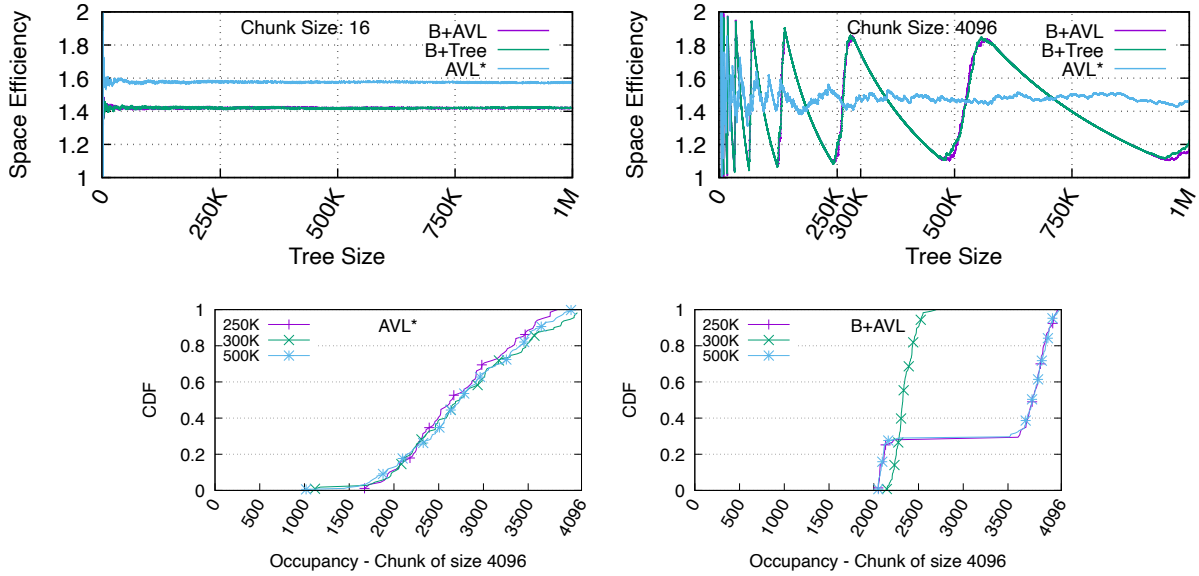 Space Efficiency
2
1.8
1.6
1.4
1.2
1
Chunk Size: 16
B+AVL
B+Tree
AVL*
0
250K
500K
750K
1M
Tree Size
Space Efficiency
2
1.8
1.6
1.4
1.2
1
Chunk Size: 4096
B+AVL
B+Tree
AVL*
0
250K
300K
500K
750K
1M
Tree Size
CDF
1
0.8
0.6
0.4
0.2
0
250K
300K
500K
AVL*
0
500
1000
1500
2000
2500
3000
3500
4096
Occupancy - Chunk of size 4096
CDF
1
0.8
0.6
0.4
0.2
0
250K
300K
500K
B+AVL
0
500
1000
1500
2000
2500
3000
3500
4096
Occupancy - Chunk of size 4096